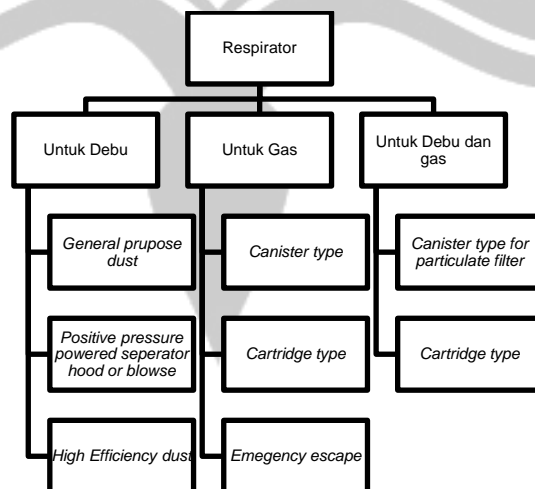 Respirator
Untuk Debu
Untuk Gas
Untuk Debu dan
gas
General prupose
dust
Canister type
Canister type for
particulate filter
Positive pressure
powered seperator
hood or blowse
Cartridge type
Cartridge type
High Efficiency dust
Emegency escape